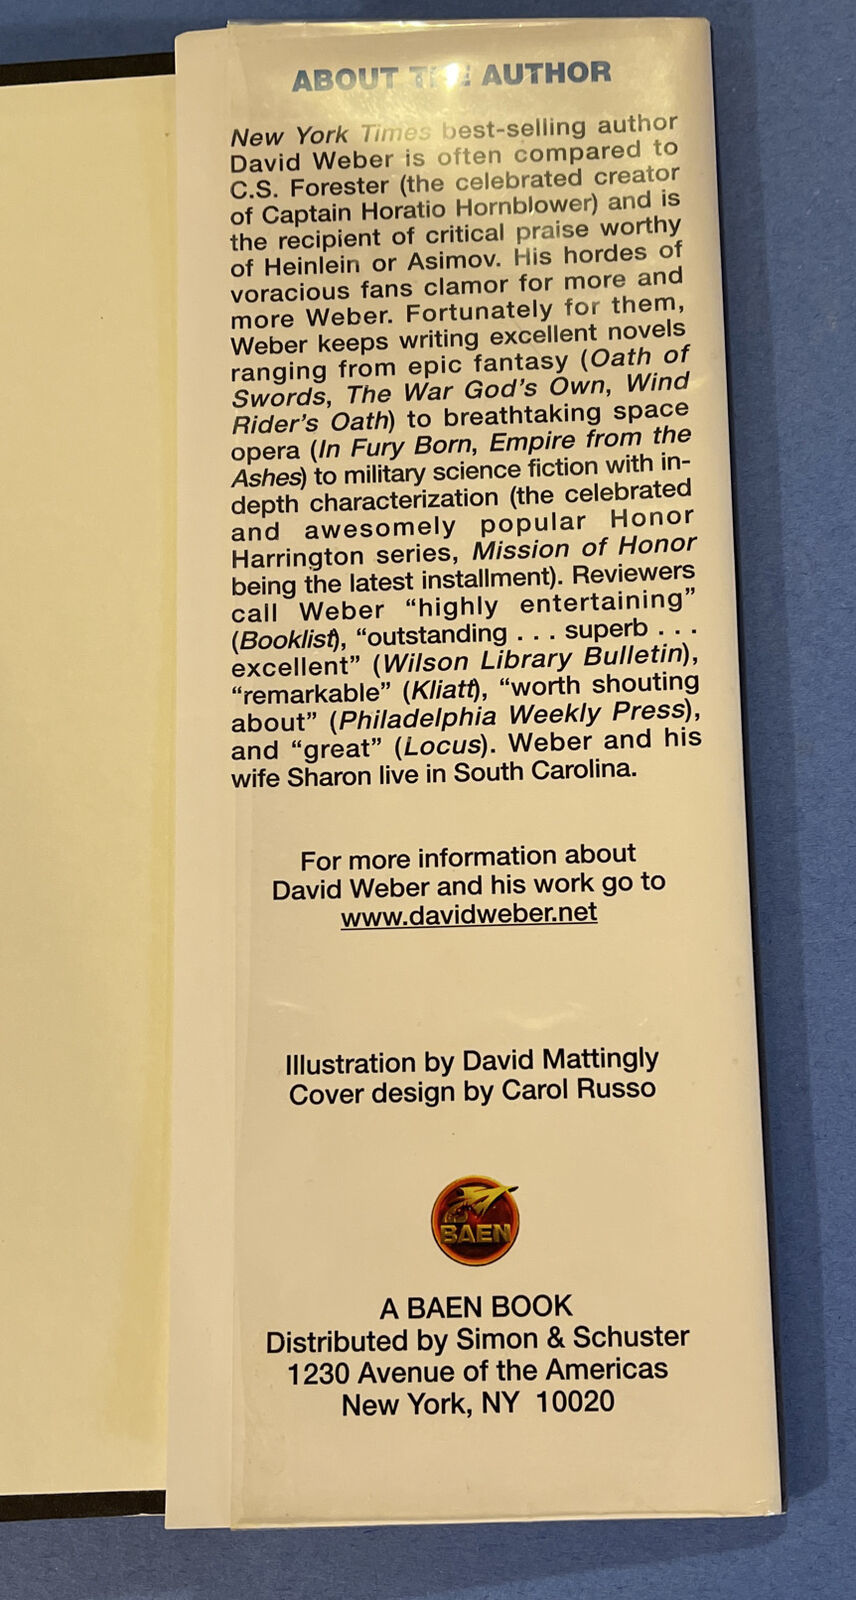 ABOUT THE AUTHOR
New York Times best-selling author
David Weber is often compared to
C.S. Forester (the celebrated creator
of Captain Horatio Hornblower) and is
the recipient of critical praise worthy
of Heinlein or Asimov. His hordes of
voracious fans clamor for more and
more Weber. Fortunately for them,
Weber keeps writing excellent novels
ranging from epic fantasy (Oath of
Swords, The War God's Own, Wind
Rider's Oath) to breathtaking space
opera (In Fury Born, Empire from the
Ashes) to military science fiction with in-
depth characterization (the celebrated
and awesomely popular Honor
Harrington series, Mission of Honor
being the latest installment). Reviewers
call Weber “highly entertaining”
(Booklist), “outstanding . . . superb . . .
excellent” (Wilson Library Bulletin),
“remarkable” (Kliatt), “worth shouting
about” (Philadelphia Weekly Press),
and “great” (Locus). Weber and his
wife Sharon live in South Carolina.
For more information about
David Weber and his work go to
www.davidweber.net
Illustration by David Mattingly
Cover design by Carol Russo
BAEN
A BAEN BOOK
Distributed by Simon & Schuster
1230 Avenue of the Americas
New York, NY 10020